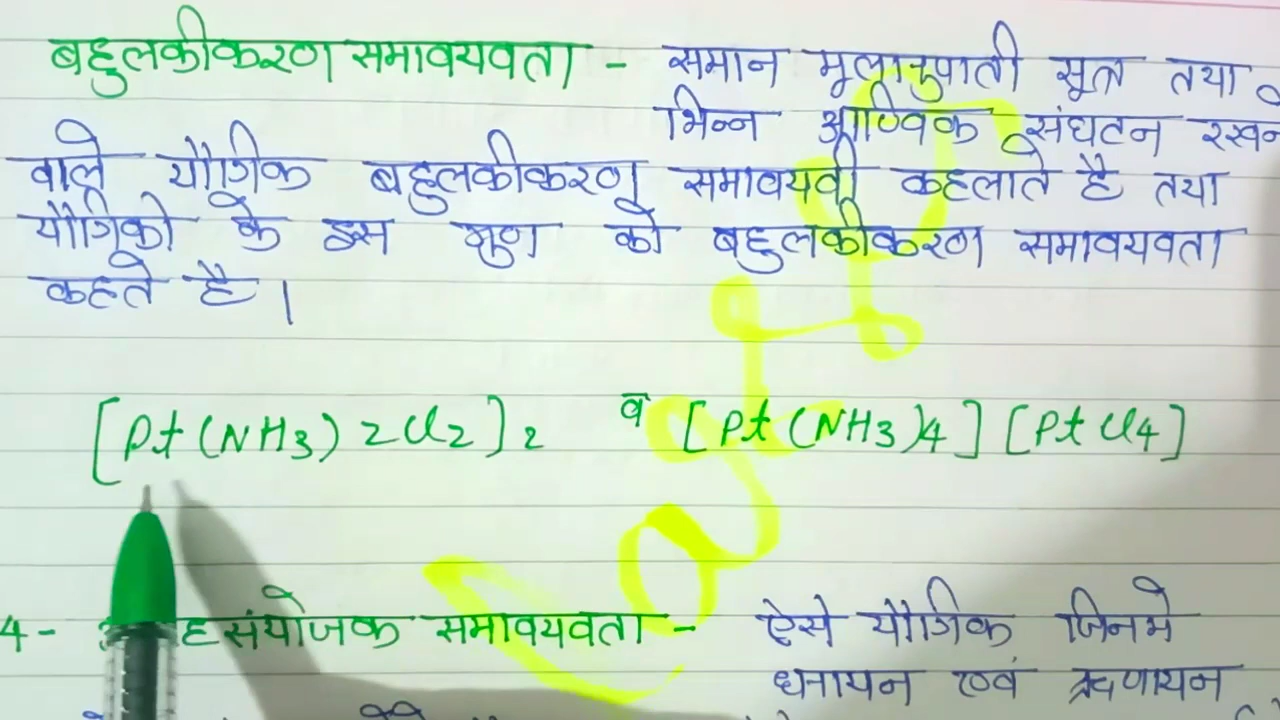 बहुलकीकरण समावयवता - समान मूलानुपाती सूत्र तथा
भिन्न आण्विक संघटन रखने
वाले यौगिक बहुलकीकरण समावयवी कहलाते है तथा
यौगिको के इस गुण को बहुलकीकरण समावयवता
कहते है।
[Pt(NH3)2Cl2]2 व [Pt(NH3)4][PtCl4]
4- संयोजक समावयवता - ऐसे यौगिक जिनमे
धनायन एवं ऋणायन